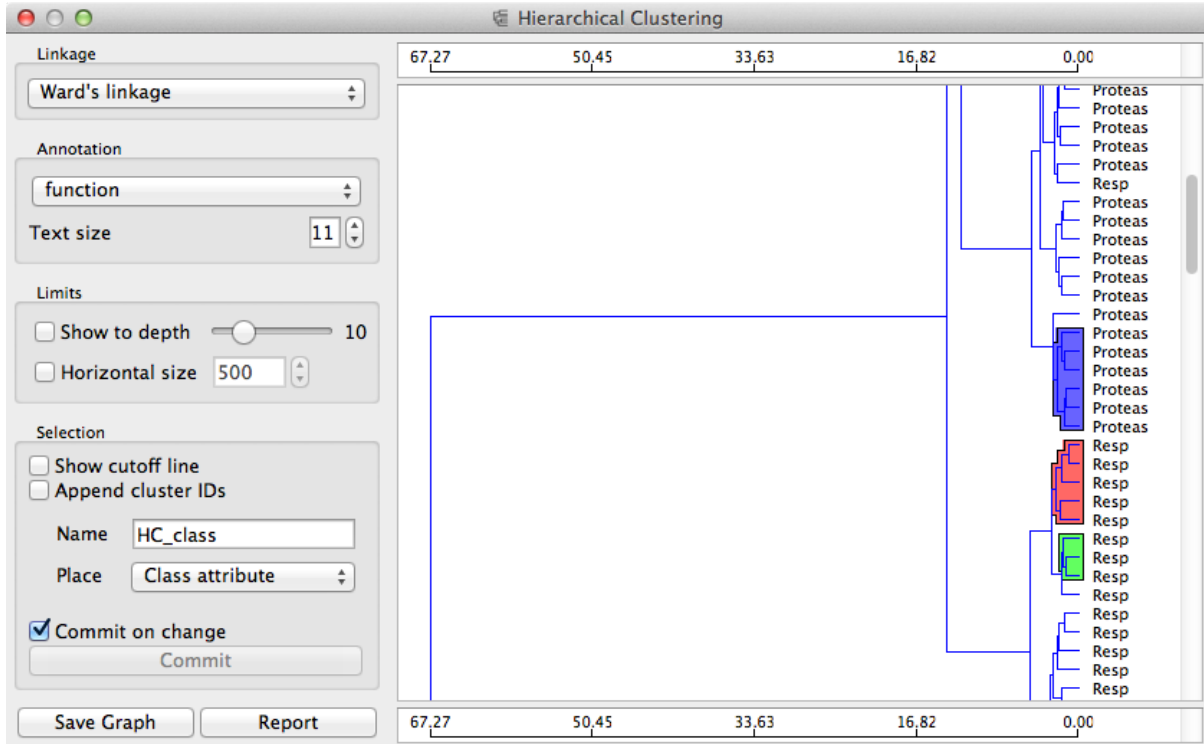 Hierarchical Clustering
Linkage
Ward's linkage
Annotation
function
Text size 11
Limits
Show to depth 10
Horizontal size 500
Selection
Show cutoff line
Append cluster IDs
Name HC_class
Place Class attribute
Commit on change
Commit
Save Graph Report
67.27 50.45 33.63 16.82 0.00
Proteas
Proteas
Proteas
Proteas
Proteas
Resp
Proteas
Proteas
Proteas
Proteas
Proteas
Proteas
Proteas
Proteas
Proteas
Proteas
Proteas
Proteas
Proteas
Resp
Resp
Resp
Resp
Resp
Resp
Resp
Resp
Resp
Resp
Resp
Resp
Resp
Resp
67.27 50.45 33.63 16.82 0.00